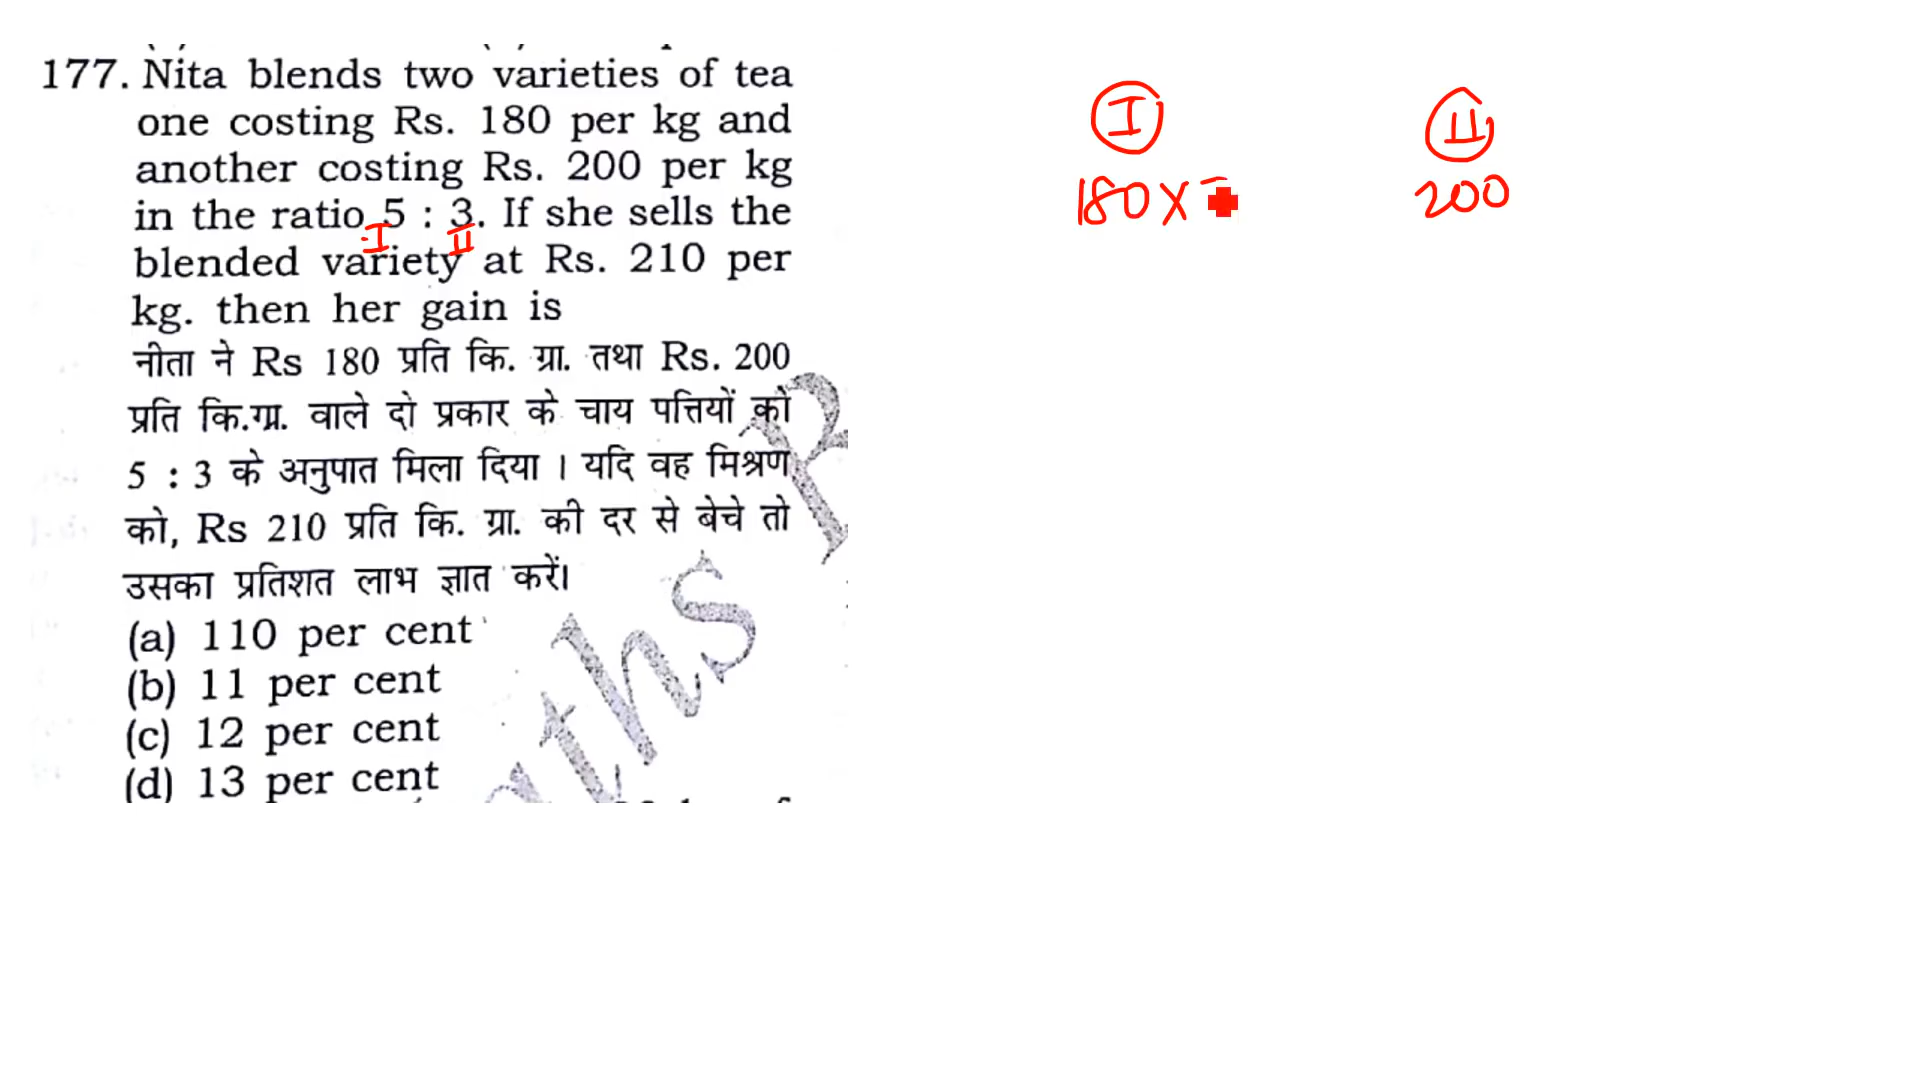 177. Nita blends two varieties of tea
one costing Rs. 180 per kg and
another costing Rs. 200 per kg
in the ratio 5 : 3. If she sells the
I II
blended variety at Rs. 210 per
kg. then her gain is
नीता ने Rs 180 प्रति कि. ग्रा. तथा Rs. 200
प्रति कि.ग्रा. वाले दो प्रकार के चाय पत्तियों को
5 : 3 के अनुपात मिला दिया । यदि वह मिश्रण
को, Rs 210 प्रति कि. ग्रा. की दर से बेचे तो
उसका प्रतिशत लाभ ज्ञात करें।
(a) 110 per cent
(b) 11 per cent
(c) 12 per cent
(d) 13 per cent
I II
180 x 200